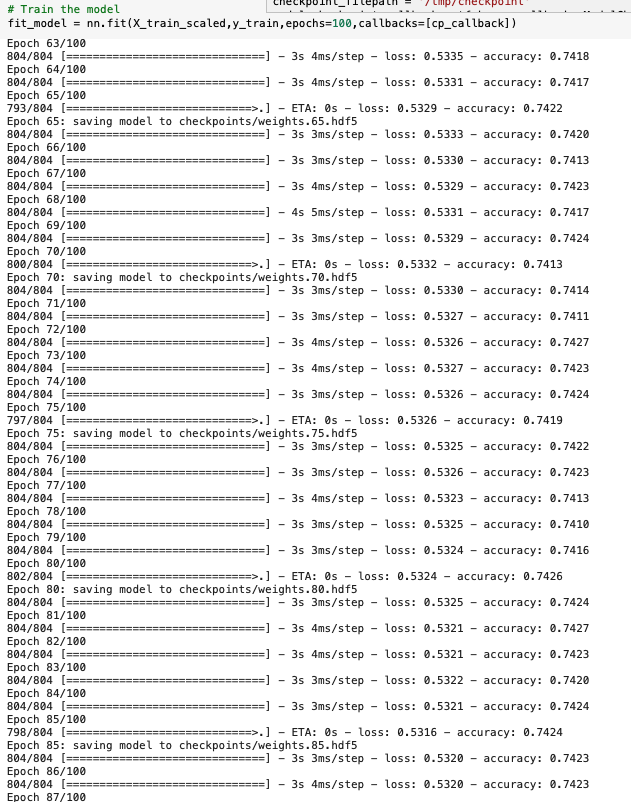 # Train the model
checkpoint_filepath = '/tmp/checkpoint'
fit_model = nn.fit(X_train_scaled,y_train,epochs=100,callbacks=[cp_callback])
Epoch 63/100
804/804 [==============================] - 3s 4ms/step - loss: 0.5335 - accuracy: 0.7418
Epoch 64/100
804/804 [==============================] - 3s 4ms/step - loss: 0.5331 - accuracy: 0.7417
Epoch 65/100
793/804 [============================>.] - ETA: 0s - loss: 0.5329 - accuracy: 0.7422
Epoch 65: saving model to checkpoints/weights.65.hdf5
804/804 [==============================] - 3s 3ms/step - loss: 0.5333 - accuracy: 0.7420
Epoch 66/100
804/804 [==============================] - 3s 3ms/step - loss: 0.5330 - accuracy: 0.7413
Epoch 67/100
804/804 [==============================] - 3s 4ms/step - loss: 0.5329 - accuracy: 0.7423
Epoch 68/100
804/804 [==============================] - 4s 5ms/step - loss: 0.5331 - accuracy: 0.7417
Epoch 69/100
804/804 [==============================] - 3s 3ms/step - loss: 0.5329 - accuracy: 0.7424
Epoch 70/100
800/804 [============================>.] - ETA: 0s - loss: 0.5332 - accuracy: 0.7413
Epoch 70: saving model to checkpoints/weights.70.hdf5
804/804 [==============================] - 3s 3ms/step - loss: 0.5330 - accuracy: 0.7414
Epoch 71/100
804/804 [==============================] - 3s 3ms/step - loss: 0.5327 - accuracy: 0.7411
Epoch 72/100
804/804 [==============================] - 3s 4ms/step - loss: 0.5326 - accuracy: 0.7427
Epoch 73/100
804/804 [==============================] - 3s 4ms/step - loss: 0.5327 - accuracy: 0.7423
Epoch 74/100
804/804 [==============================] - 3s 3ms/step - loss: 0.5326 - accuracy: 0.7424
Epoch 75/100
797/804 [============================>.] - ETA: 0s - loss: 0.5326 - accuracy: 0.7419
Epoch 75: saving model to checkpoints/weights.75.hdf5
804/804 [==============================] - 3s 3ms/step - loss: 0.5325 - accuracy: 0.7422
Epoch 76/100
804/804 [==============================] - 3s 3ms/step - loss: 0.5326 - accuracy: 0.7423
Epoch 77/100
804/804 [==============================] - 3s 4ms/step - loss: 0.5323 - accuracy: 0.7413
Epoch 78/100
804/804 [==============================] - 3s 3ms/step - loss: 0.5325 - accuracy: 0.7410
Epoch 79/100
804/804 [==============================] - 3s 3ms/step - loss: 0.5324 - accuracy: 0.7416
Epoch 80/100
802/804 [============================>.] - ETA: 0s - loss: 0.5324 - accuracy: 0.7426
Epoch 80: saving model to checkpoints/weights.80.hdf5
804/804 [==============================] - 3s 3ms/step - loss: 0.5325 - accuracy: 0.7424
Epoch 81/100
804/804 [==============================] - 3s 4ms/step - loss: 0.5321 - accuracy: 0.7427
Epoch 82/100
804/804 [==============================] - 3s 4ms/step - loss: 0.5321 - accuracy: 0.7423
Epoch 83/100
804/804 [==============================] - 3s 3ms/step - loss: 0.5322 - accuracy: 0.7420
Epoch 84/100
804/804 [==============================] - 3s 3ms/step - loss: 0.5321 - accuracy: 0.7424
Epoch 85/100
798/804 [============================>.] - ETA: 0s - loss: 0.5316 - accuracy: 0.7424
Epoch 85: saving model to checkpoints/weights.85.hdf5
804/804 [==============================] - 3s 3ms/step - loss: 0.5320 - accuracy: 0.7423
Epoch 86/100
804/804 [==============================] - 3s 4ms/step - loss: 0.5320 - accuracy: 0.7423
Epoch 87/100